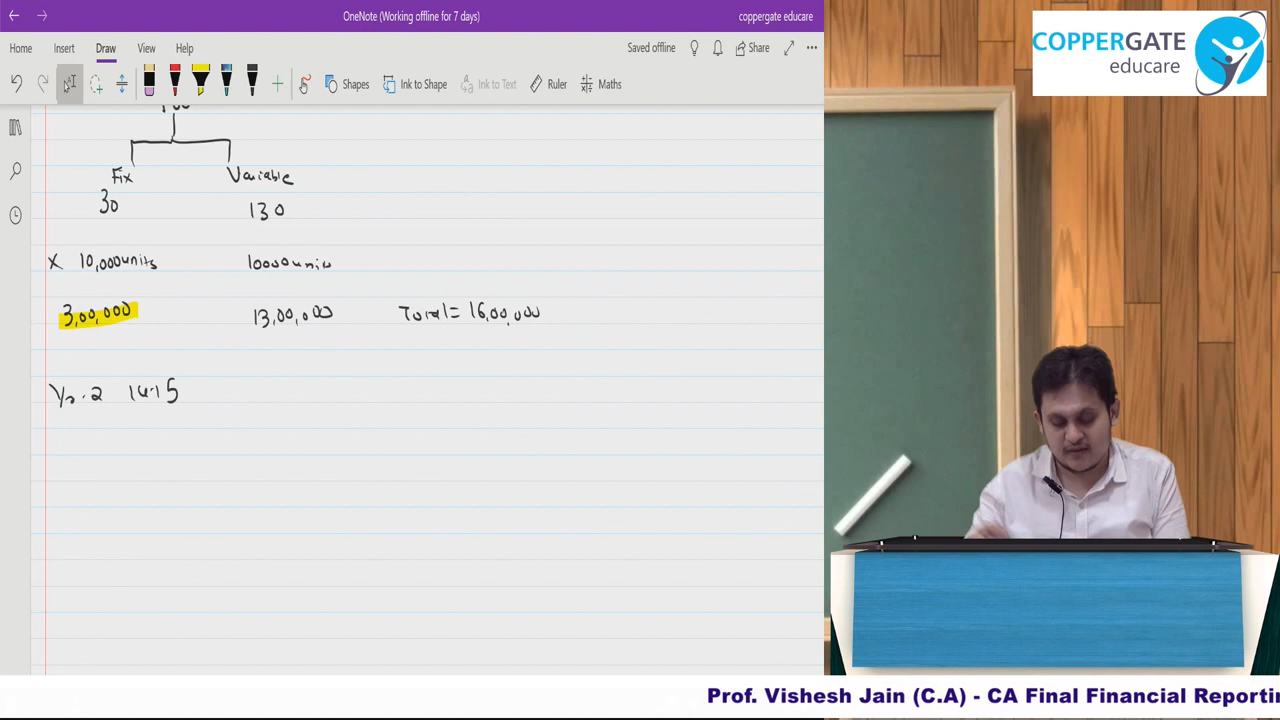 OneNote (Working offline for 7 days)
coppergate educare
Home Insert Draw View Help
Saved offline
Share
Shapes
Ink to Shape
Ink to Text
Ruler
Maths
COPPERGATE
educare
Fix Variable
30 130
x 10,000 units 10000 units
3,00,000 13,00,000 Total = 16,00,000
Yr. 2 14.15
Prof. Vishesh Jain (C.A) - CA Final Financial